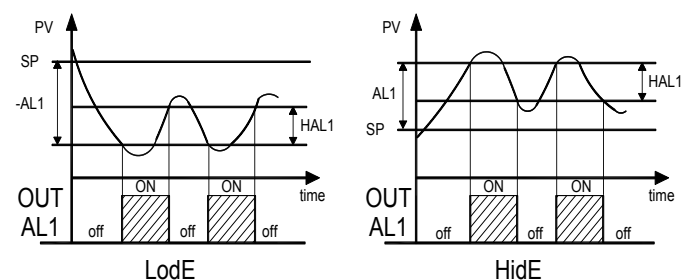 PV
SP
-AL1
HAL1
time
OUT
AL1
off
ON
off
ON
off
LodE
PV
AL1
SP
HAL1
time
OUT
AL1
off
ON
off
ON
off
HidE